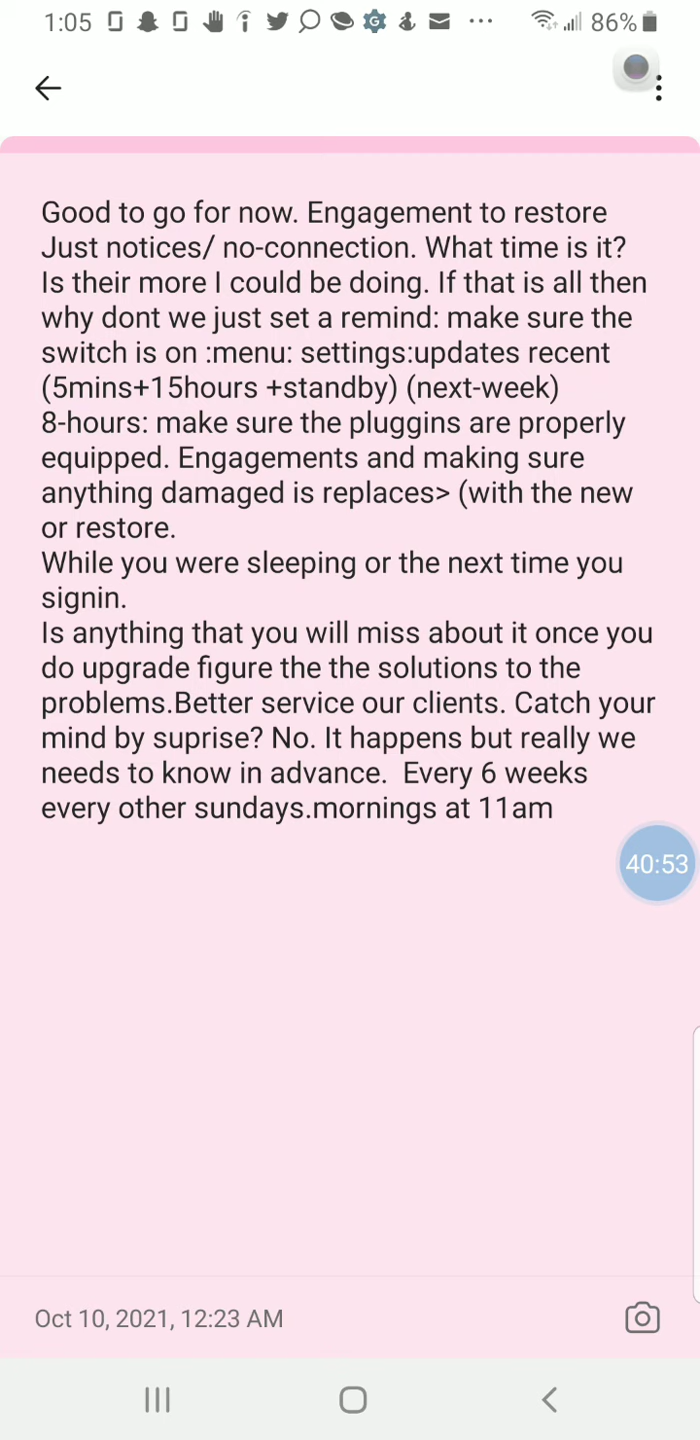 1:05 86%
Good to go for now. Engagement to restore
Just notices/ no-connection. What time is it?
Is their more I could be doing. If that is all then
why dont we just set a remind: make sure the
switch is on :menu: settings:updates recent
(5mins+15hours +standby) (next-week)
8-hours: make sure the pluggins are properly
equipped. Engagements and making sure
anything damaged is replaces> (with the new
or restore.
While you were sleeping or the next time you
signin.
Is anything that you will miss about it once you
do upgrade figure the the solutions to the
problems.Better service our clients. Catch your
mind by suprise? No. It happens but really we
needs to know in advance.  Every 6 weeks
every other sundays.mornings at 11am
40:53
Oct 10, 2021, 12:23 AM